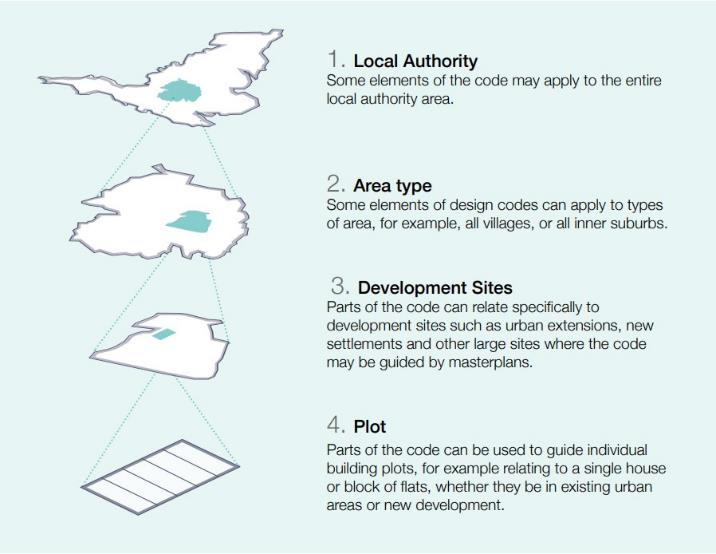 1. Local Authority
Some elements of the code may apply to the entire
local authority area.
2. Area type
Some elements of design codes can apply to types
of area, for example, all villages, or all inner suburbs.
3. Development Sites
Parts of the code can relate specifically to
development sites such as urban extensions, new
settlements and other large sites where the code
may be guided by masterplans.
4. Plot
Parts of the code can be used to guide individual
building plots, for example relating to a single house
or block of flats, whether they be in existing urban
areas or new development.